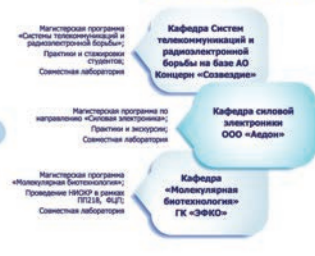 Магистерская программа
«Системы телекоммуникаций и
радиоэлектронной борьбы»;
Практики и стажировки
студентов;
Совместная лаборатория
Кафедра Систем
телекоммуникаций и
радиоэлектронной
борьбы на базе АО
Концерн «Созвездие»
Магистерская программа по
направлению «Силовая электроника»;
Практики и экскурсии;
Совместная лаборатория
Кафедра силовой
электроники
ООО «Аедон»
Магистерская программа
«Молекулярная биотехнология»;
Проведение НИОКР в рамках
ПП218, ФЦП;
Совместная лаборатория
Кафедра
«Молекулярная
биотехнология»
ГК «ЭФКО»